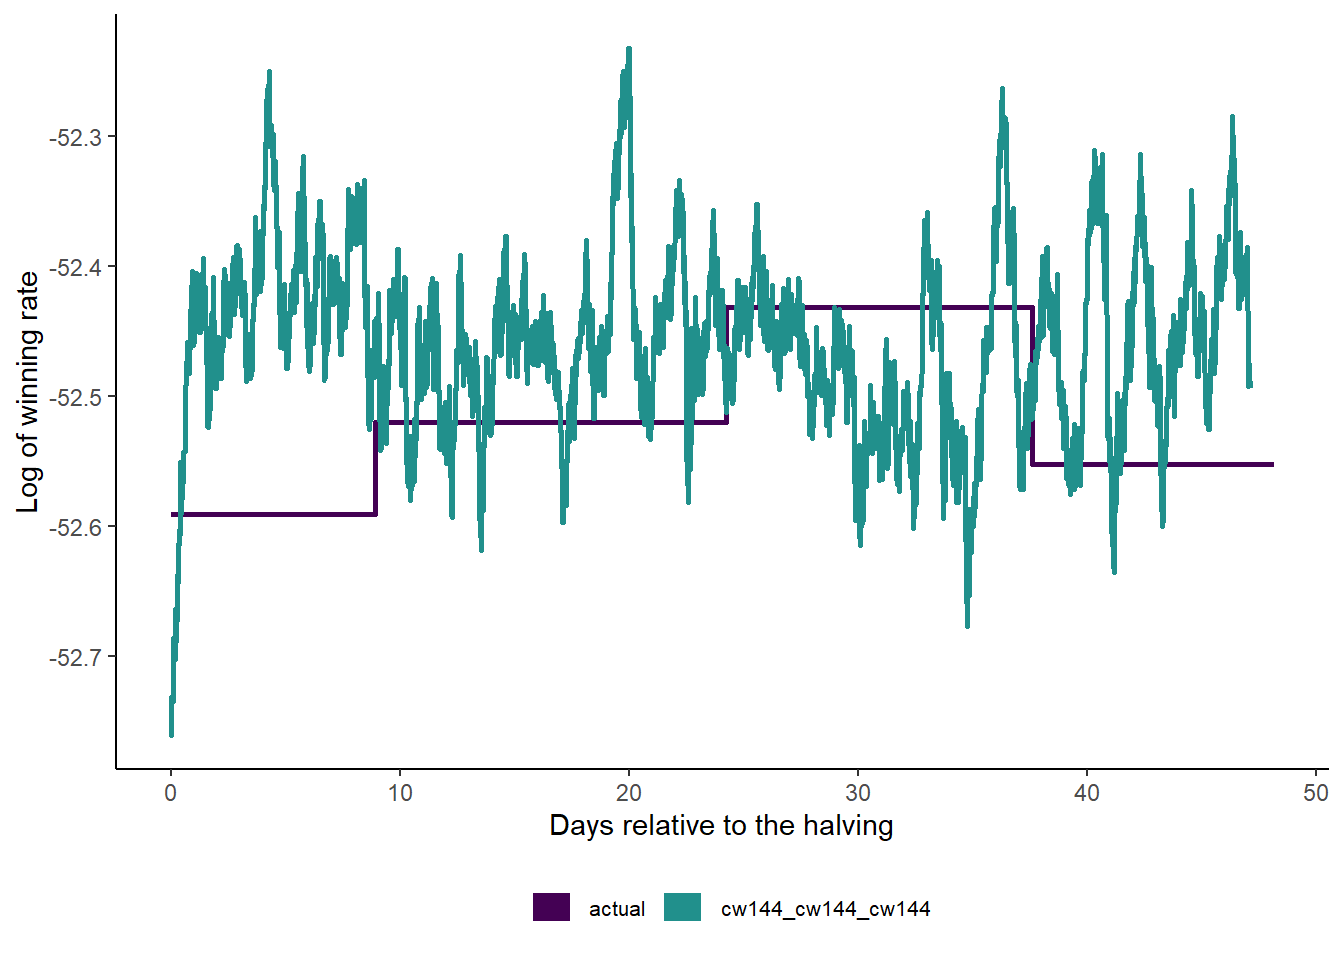 Log of winning rate
-52.3
-52.4
-52.5
-52.6
-52.7
0 10 20 30 40 50
Days relative to the halving
actual cw144_cw144_cw144